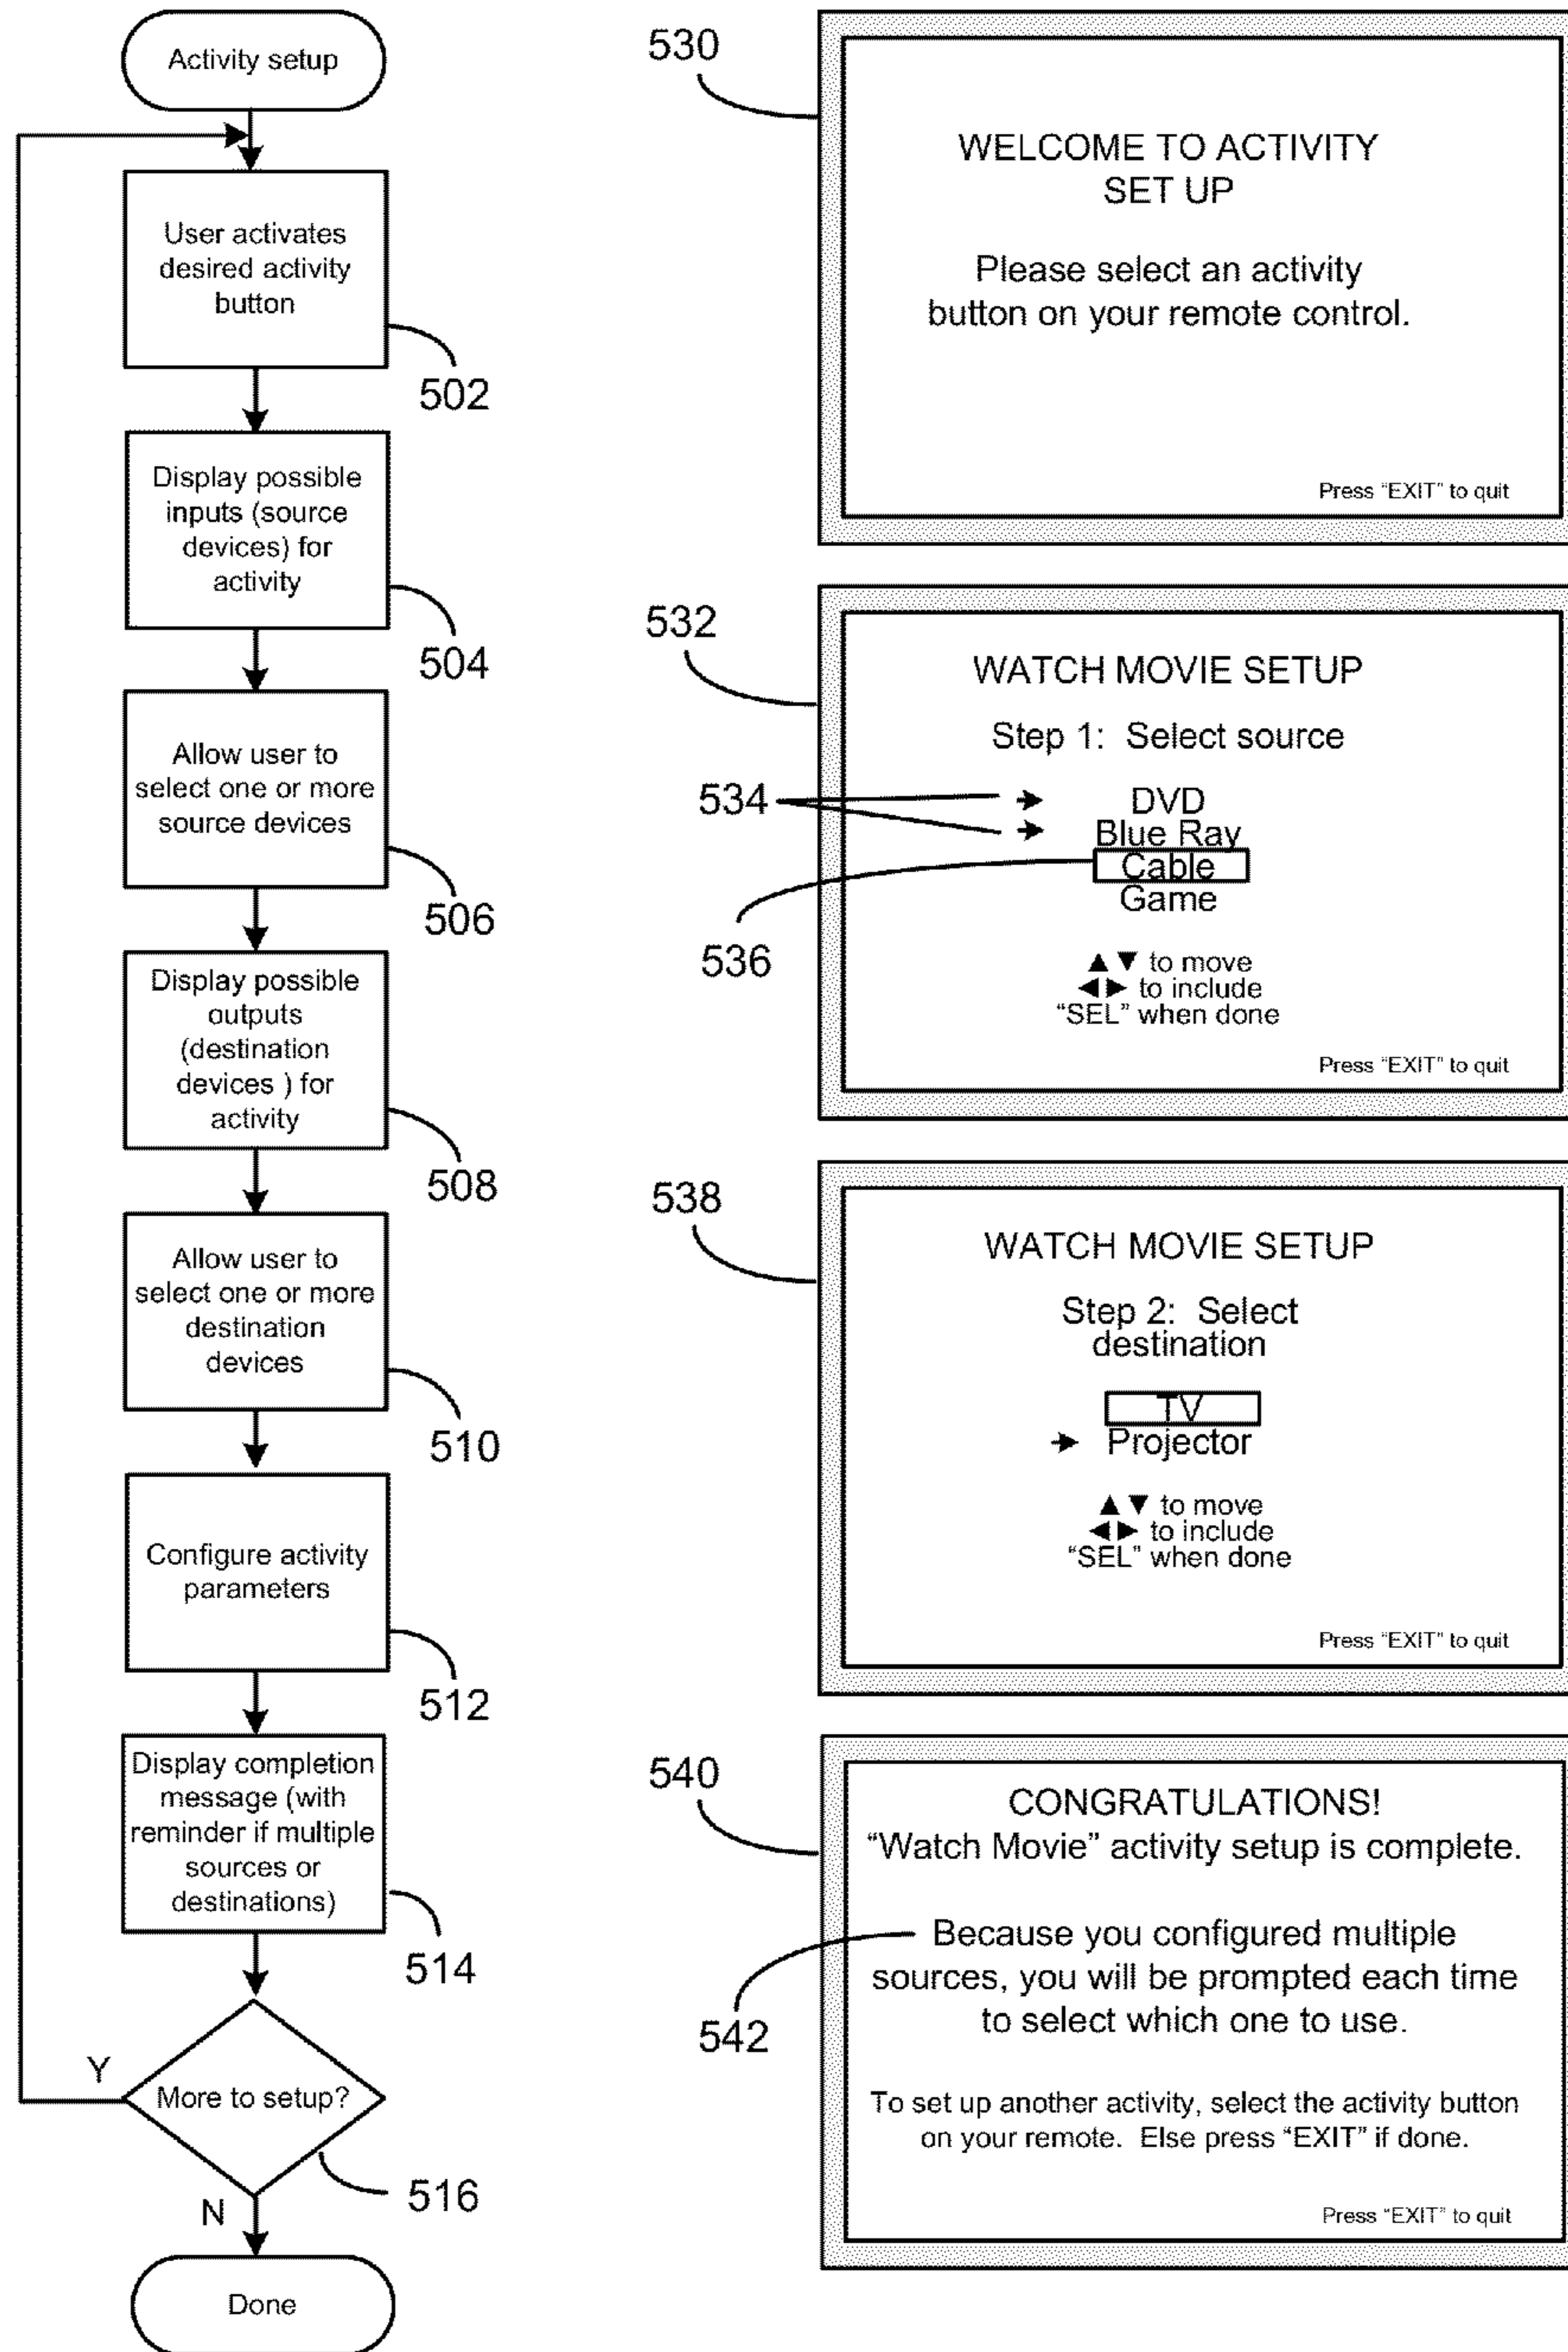 Activity setup
User activates
desired activity
button
502
Display possible
inputs (source
devices) for
activity
504
Allow user to
select one or more
source devices
506
Display possible
outputs
(destination
devices ) for
activity
508
Allow user to
select one or more
destination
devices
510
Configure activity
parameters
512
Display completion
message (with
reminder if multiple
sources or
destinations)
514
More to setup?
Y
516
N
Done
530
WELCOME TO ACTIVITY
SET UP
Please select an activity
button on your remote control.
Press "EXIT" to quit
532
WATCH MOVIE SETUP
Step 1: Select source
534
➔ DVD
➔ Blue Ray
Cable
Game
536
▲ ▼ to move
◀▶ to include
"SEL" when done
Press "EXIT" to quit
538
WATCH MOVIE SETUP
Step 2: Select
destination
TV
➔ Projector
▲ ▼ to move
◀▶ to include
"SEL" when done
Press "EXIT" to quit
540
CONGRATULATIONS!
"Watch Movie" activity setup is complete.
Because you configured multiple
sources, you will be prompted each time
to select which one to use.
542
To set up another activity, select the activity button
on your remote. Else press "EXIT" if done.
Press "EXIT" to quit